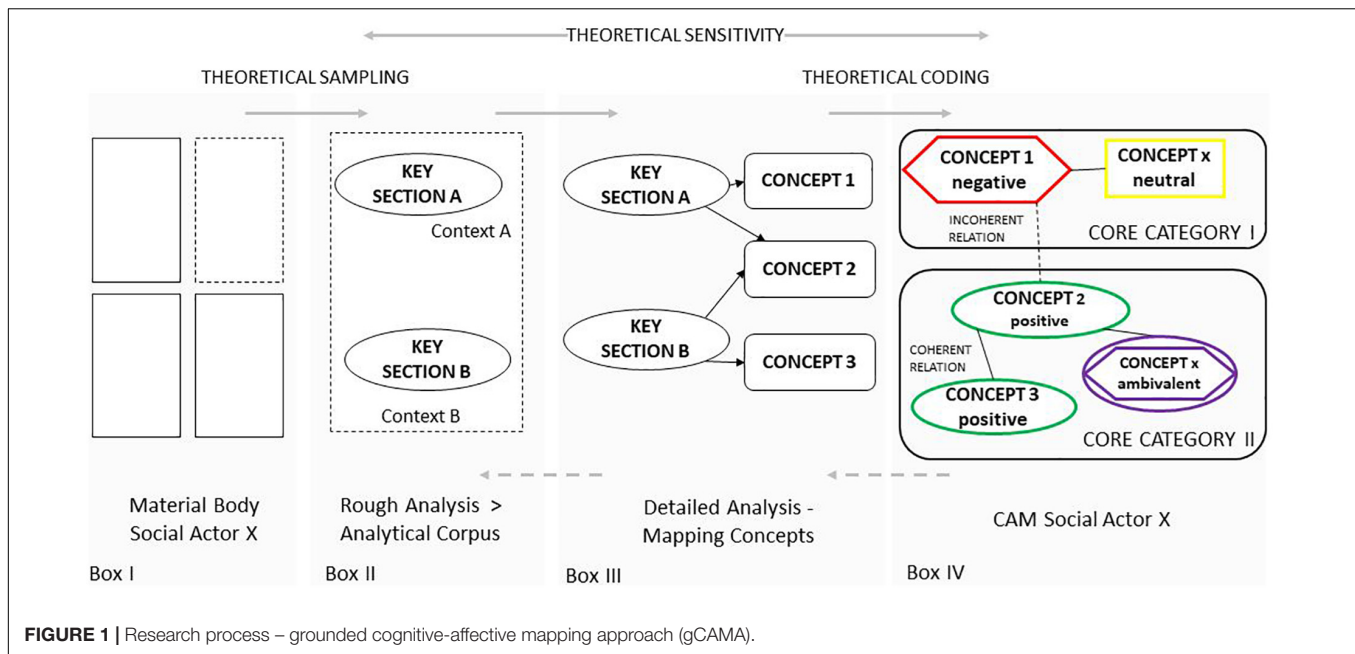 THEORETICAL SENSITIVITY
THEORETICAL SAMPLING
THEORETICAL CODING
KEY
SECTION A
Context A
KEY
SECTION B
Context B
KEY
SECTION A
KEY
SECTION B
CONCEPT 1
CONCEPT 2
CONCEPT 3
CONCEPT 1
negative
CONCEPT x
neutral
INCOHERENT
RELATION
CORE CATEGORY I
CONCEPT 2
positive
COHERENT
RELATION
CONCEPT x
ambivalent
CONCEPT 3
positive
CORE CATEGORY II
Material Body
Social Actor X
Box I
Rough Analysis >
Analytical Corpus
Box II
Detailed Analysis -
Mapping Concepts
Box III
CAM Social Actor X
Box IV
FIGURE 1 | Research process – grounded cognitive-affective mapping approach (gCAMA).